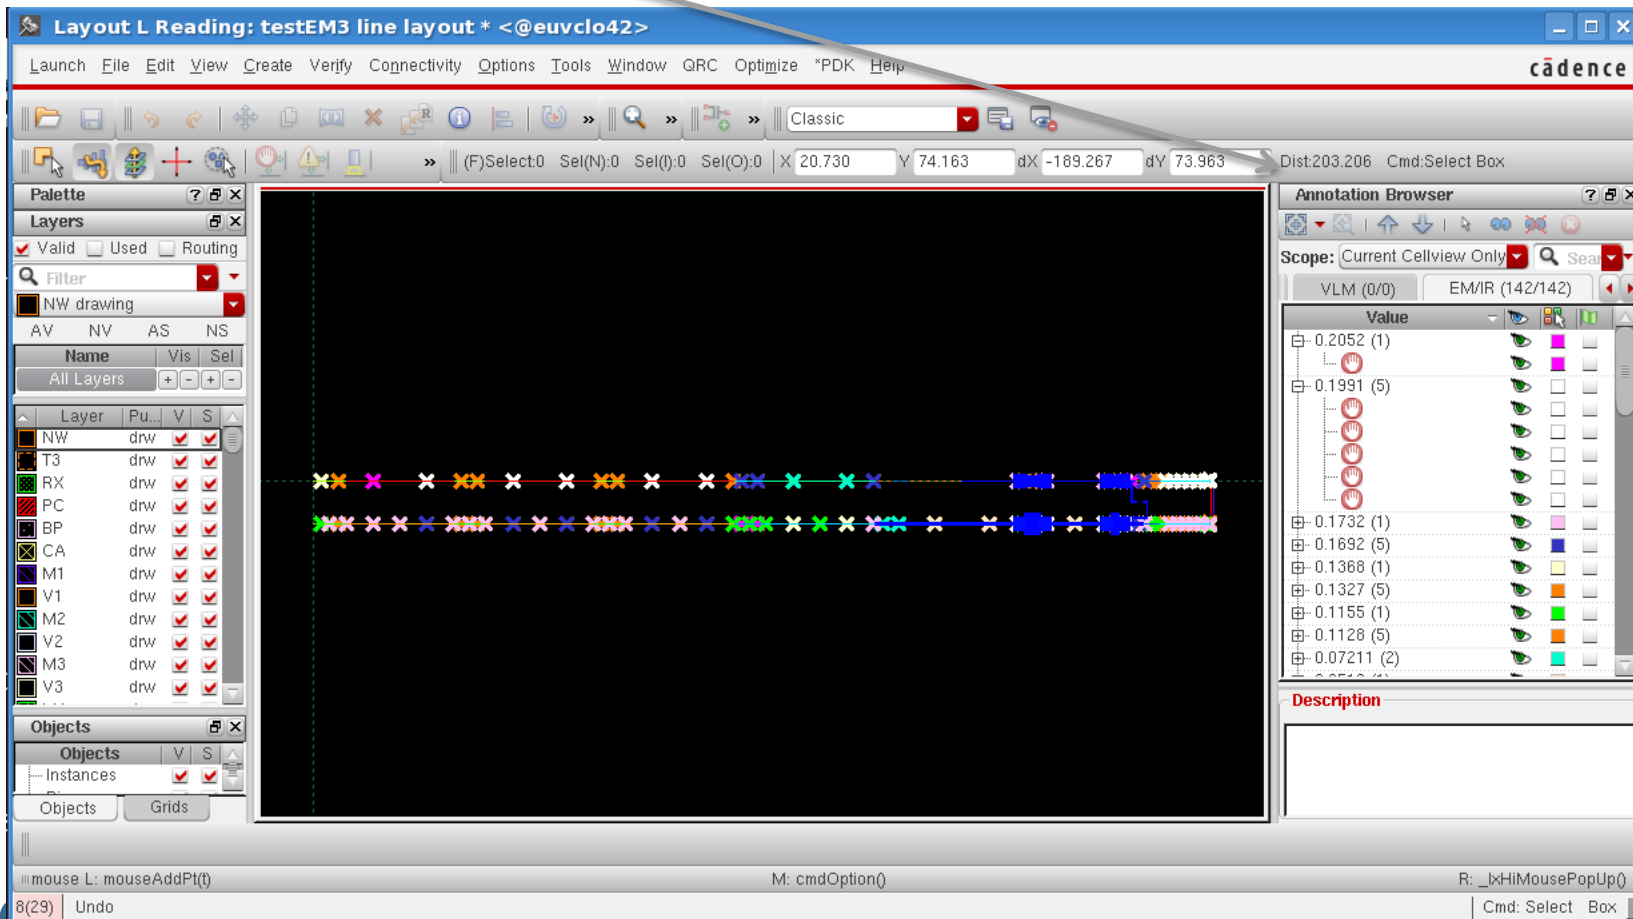 Layout L Reading: testEM3 line layout * <@euvclo42>
Launch File Edit View Create Verify Connectivity Options Tools Window QRC Optimize *PDK Help
cādence
R
Classic
(F)Select:0 Sel(N):0 Sel(I):0 Sel(O):0 X 20.730 Y 74.163 dX -189.267 dY 73.963 Dist:203.206 Cmd:Select Box
Palette
Layers
Valid Used Routing
Filter
NW drawing
AV NV AS NS
Name Vis Sel
All Layers + - + -
Layer Pu... V S
NW drw
T3 drw
RX drw
PC drw
BP drw
CA drw
M1 drw
V1 drw
M2 drw
V2 drw
M3 drw
V3 drw
Objects
Objects V S
Instances
Objects Grids
Annotation Browser
Scope: Current Cellview Only Sear
VLM (0/0) EM/IR (142/142)
Value
0.2052 (1)
0.1991 (5)
0.1732 (1)
0.1692 (5)
0.1368 (1)
0.1327 (5)
0.1155 (1)
0.1128 (5)
0.07211 (2)
Description
mouse L: mouseAddPt(t) M: cmdOption() R: _lxHiMousePopUp()
8(29) Undo Cmd: Select Box